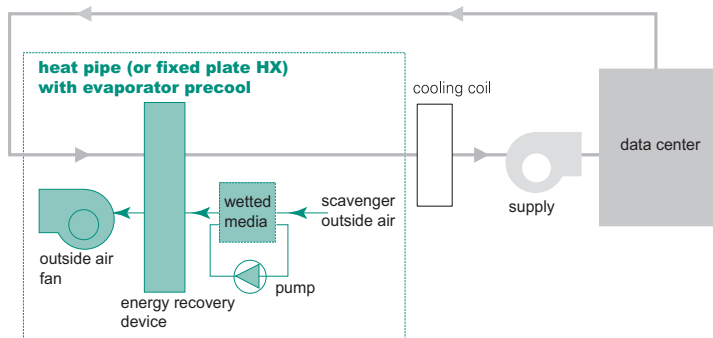 heat pipe (or fixed plate HX)
with evaporator precool
cooling coil
data center
wetted
media
scavenger
outside air
supply
outside air
fan
pump
energy recovery
device